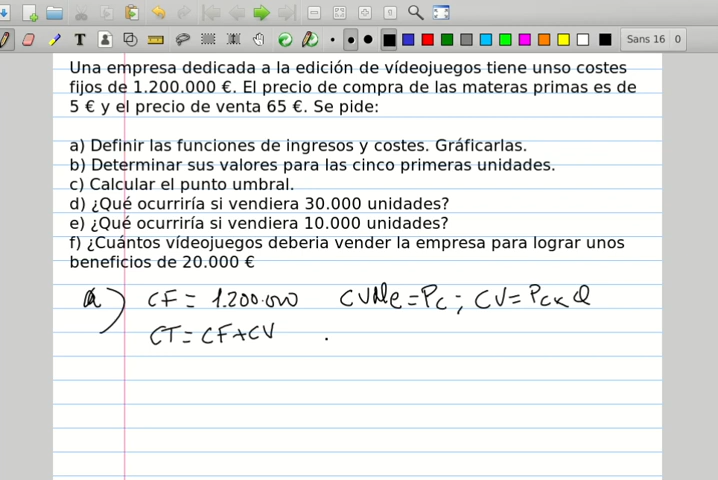 Sans 16 0
Una empresa dedicada a la edición de vídeojuegos tiene unso costes
fijos de 1.200.000 €. El precio de compra de las materas primas es de
5 € y el precio de venta 65 €. Se pide:
a) Definir las funciones de ingresos y costes. Gráficarlas.
b) Determinar sus valores para las cinco primeras unidades.
c) Calcular el punto umbral.
d) ¿Qué ocurriría si vendiera 30.000 unidades?
e) ¿Qué ocurriría si vendiera 10.000 unidades?
f) ¿Cuántos vídeojuegos deberia vender la empresa para lograr unos
beneficios de 20.000 €
a) CF = 1.200.000 CVMe = Pc ; CV = Pc x Q
CT = CF + CV